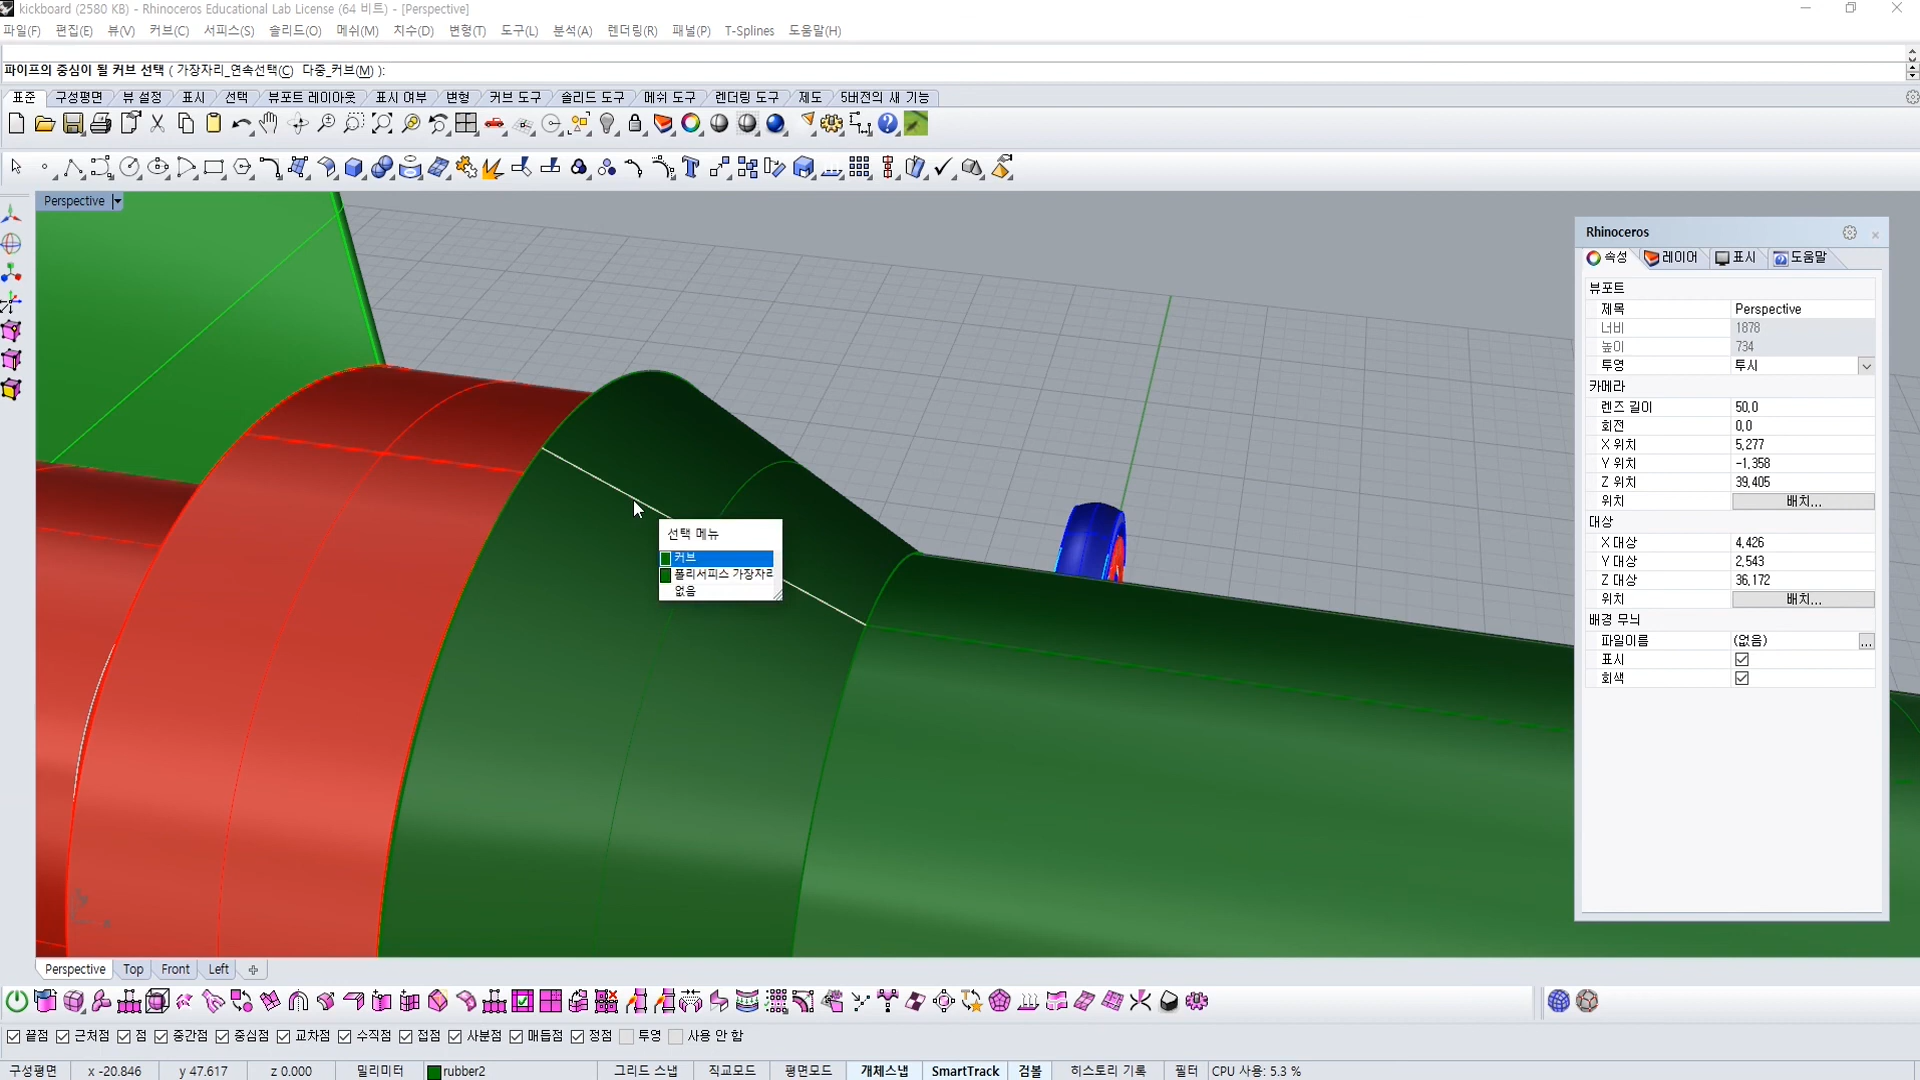 kickboard (2580 KB) - Rhinoceros Educational Lab License (64 비트) - [Perspective]
파일(F) 편집(E) 뷰(V) 커브(C) 서피스(S) 솔리드(O) 메쉬(M) 치수(D) 변형(T) 도구(L) 분석(A) 렌더링(R) 패널(P) T-Splines 도움말(H)
파이프의 중심이 될 커브 선택 ( 가장자리_연속선택(C) 다중_커브(M) ):
표준 구성평면 뷰 설정 표시 선택 뷰포트 레이아웃 표시 여부 변형 커브 도구 솔리드 도구 메쉬 도구 렌더링 도구 제도 5버전의 새 기능
Perspective
선택 메뉴
커브
폴리서피스 가장자리
없음
Rhinoceros
속성 레이어 표시 도움말
뷰포트
제목 Perspective
너비 1878
높이 734
투영 투시
카메라
렌즈 길이 50,0
회전 0,0
X 위치 5,277
Y 위치 -1,358
Z 위치 39,405
위치 배치...
대상
X 대상 4,426
Y 대상 2,543
Z 대상 36,172
위치 배치...
배경 무늬
파일이름 (없음) ...
표시
회색
Perspective Top Front Left
끝점 근처점 점 중간점 중심점 교차점 수직점 접점 사분점 매듭점 정점 투영 사용 안 함
구성평면 x -20.846 y 47.617 z 0.000 밀리미터 rubber2 그리드 스냅 직교모드 평면모드 개체스냅 SmartTrack 검볼 히스토리 기록 필터 CPU 사용: 5.3 %